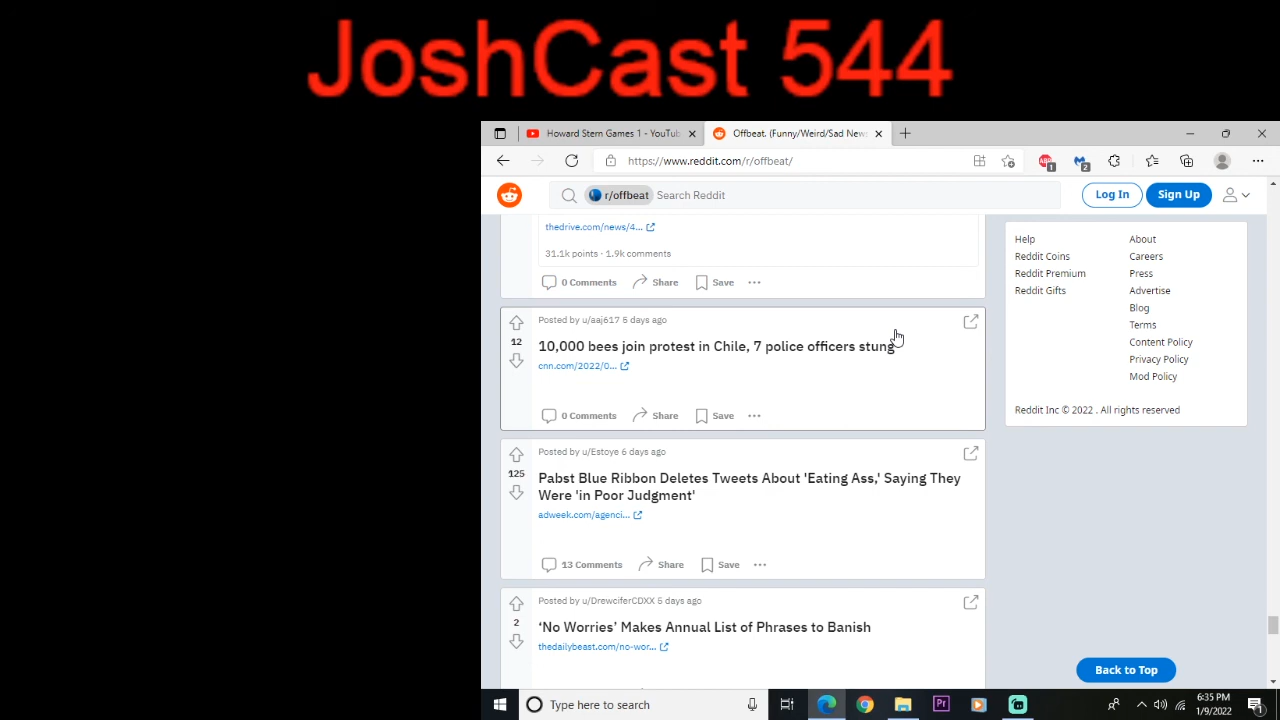 JoshCast 544
Howard Stern Games 1 - YouTub
Offbeat. (Funny/Weird/Sad New
https://www.reddit.com/r/offbeat/
1
2
r/offbeat
Search Reddit
Log In
Sign Up
thedrive.com/news/4...
31.1k points · 1.9k comments
0 Comments
Share
Save
Posted by u/aaj617 5 days ago
12
10,000 bees join protest in Chile, 7 police officers stung
cnn.com/2022/0...
0 Comments
Share
Save
Posted by u/Estoye 6 days ago
125
Pabst Blue Ribbon Deletes Tweets About 'Eating Ass,' Saying They
Were 'in Poor Judgment'
adweek.com/agenci...
13 Comments
Share
Save
Posted by u/DrewciferCDXX 5 days ago
2
‘No Worries’ Makes Annual List of Phrases to Banish
thedailybeast.com/no-wor...
Help
About
Reddit Coins
Careers
Reddit Premium
Press
Reddit Gifts
Advertise
Blog
Terms
Content Policy
Privacy Policy
Mod Policy
Reddit Inc © 2022 . All rights reserved
Back to Top
Type here to search
Pr
6:35 PM
1/9/2022